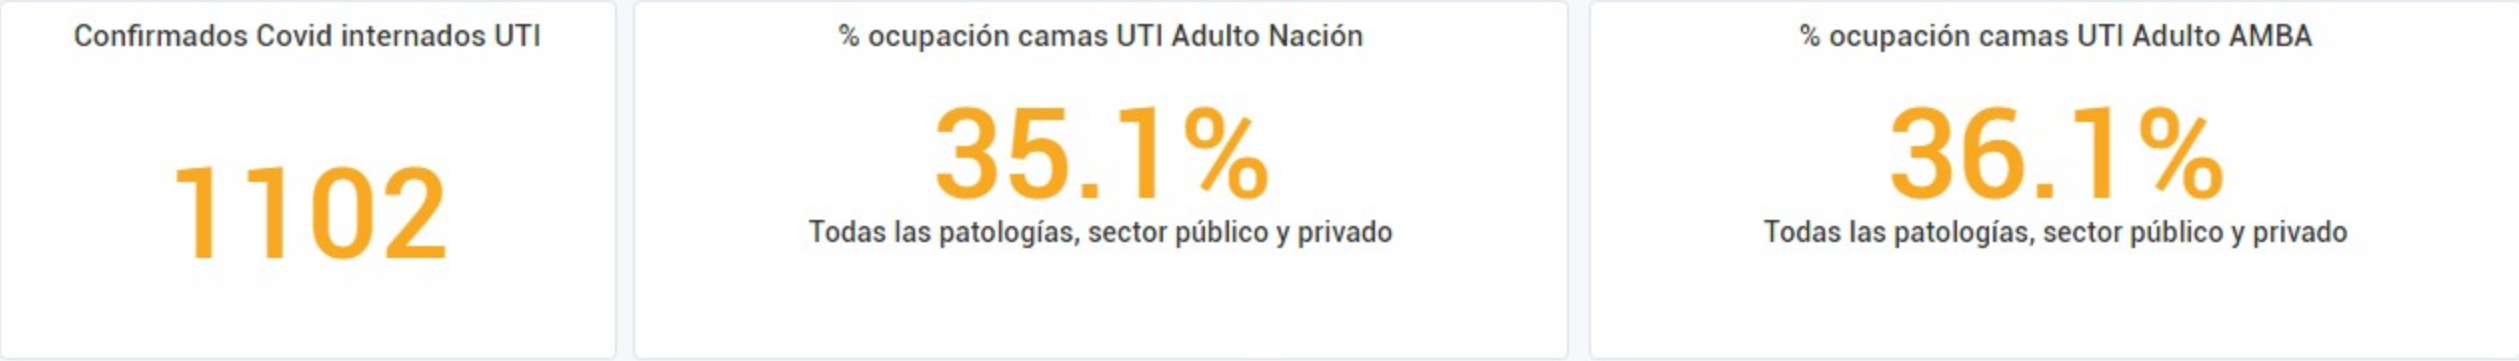 Confirmados Covid internados UTI
1102
% ocupación camas UTI Adulto Nación
35.1%
Todas las patologías, sector público y privado
% ocupación camas UTI Adulto AMBA
36.1%
Todas las patologías, sector público y privado